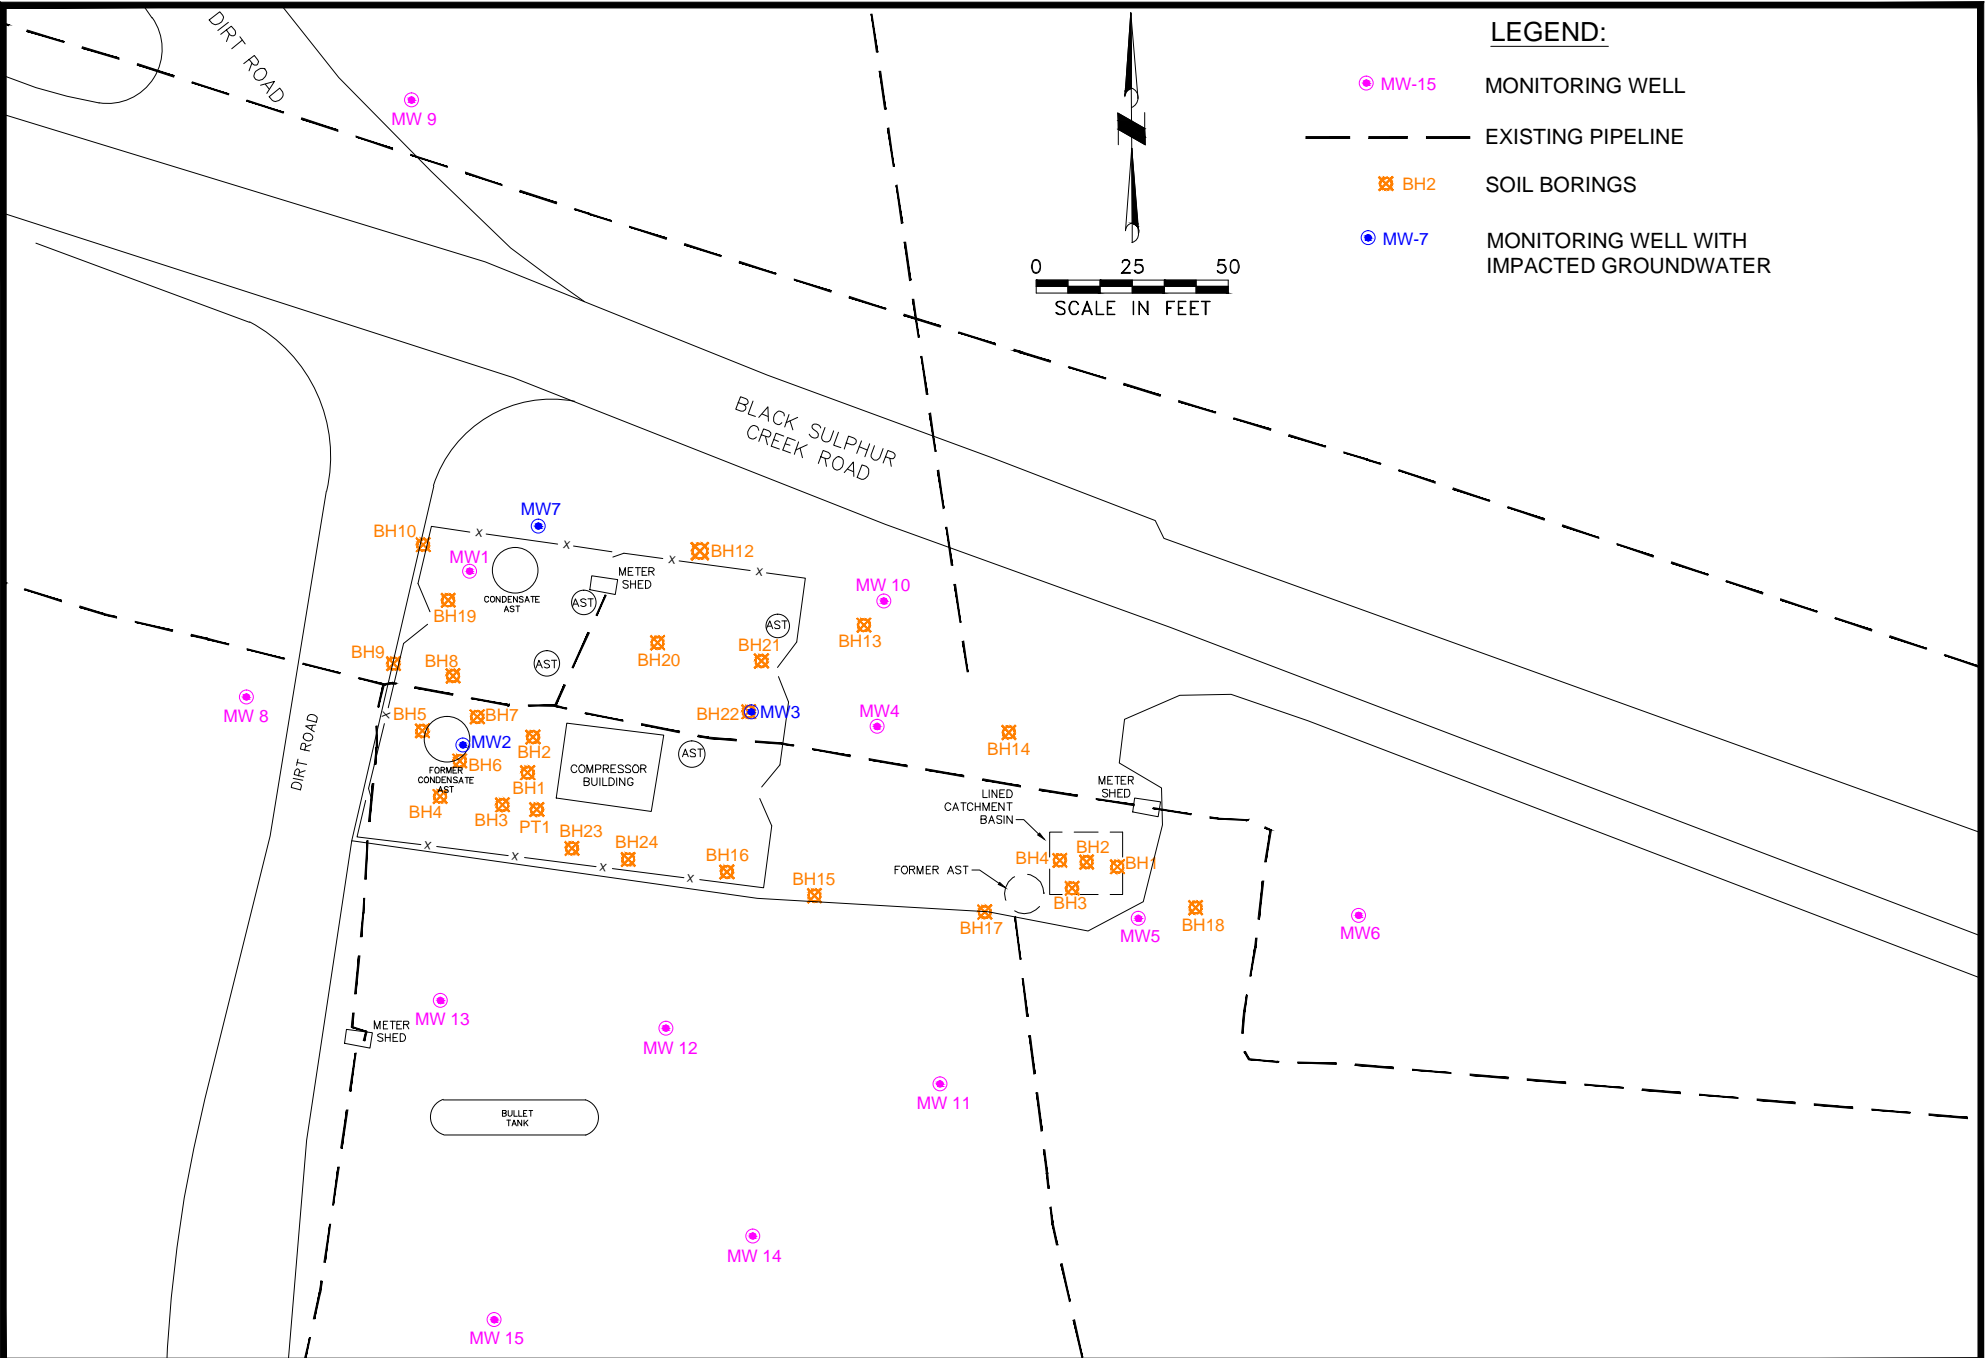 DIRT ROAD
MW 9
LEGEND:
MW-15 MONITORING WELL
EXISTING PIPELINE
BH2 SOIL BORINGS
MW-7 MONITORING WELL WITH
IMPACTED GROUNDWATER
0 25 50
SCALE IN FEET
BLACK SULPHUR
CREEK ROAD
MW7
BH10
MW1
BH12
METER
SHED
CONDENSATE
AST
AST
MW 10
BH19
AST
BH13
BH9
BH8
AST
BH20
BH21
MW 8
BH5
BH7
BH22
MW3
MW4
DIRT ROAD
MW2
BH2
AST
BH14
BH6
FORMER
CONDENSATE
AST
BH1
COMPRESSOR
BUILDING
METER
SHED
LINED
CATCHMENT
BASIN
BH4
BH3
PT1
BH23
BH24
BH16
BH15
FORMER AST
BH4
BH2
BH1
BH3
BH17
MW5
BH18
MW6
MW 13
METER
SHED
MW 12
MW 11
BULLET
TANK
MW 14
MW 15
x
x
x
x
x
x
x
x
x